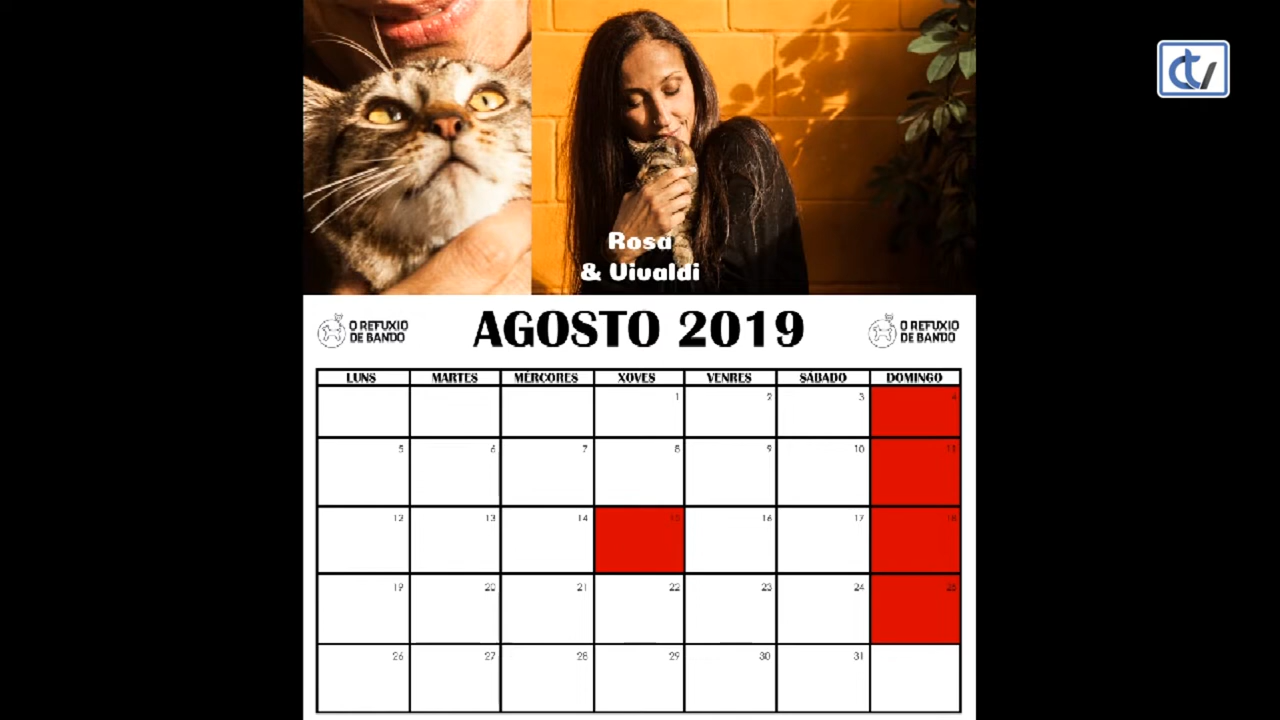 CTV
Rosa
& Vivaldi
O REFUXIO
DE BANDO
AGOSTO 2019
O REFUXIO
DE BANDO
LUNS MARTES MÉRCORES XOVES VENRES SÁBADO DOMINGO
1 2 3 4
5 6 7 8 9 10 11
12 13 14 15 16 17 18
19 20 21 22 23 24 25
26 27 28 29 30 31